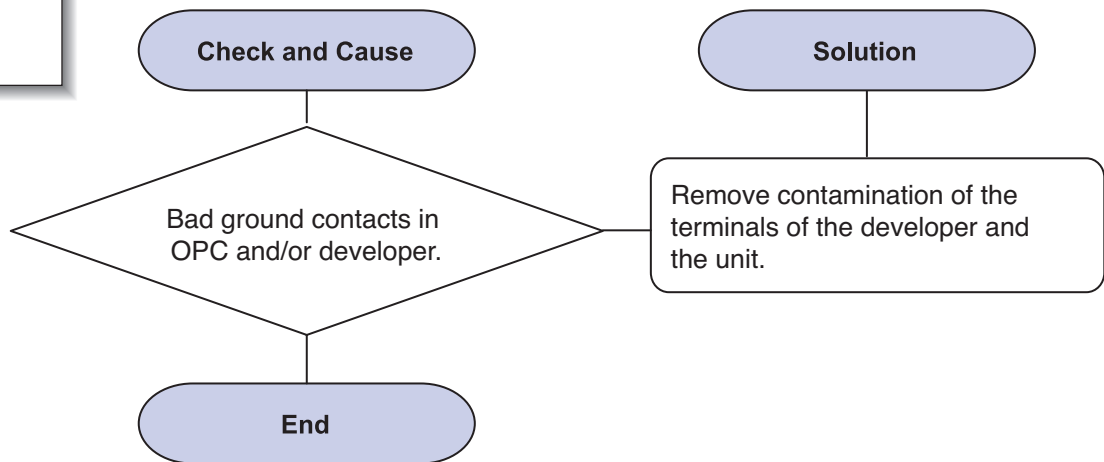 Check and Cause
Solution
Bad ground contacts in
OPC and/or developer.
Remove contamination of the
terminals of the developer and
the unit.
End